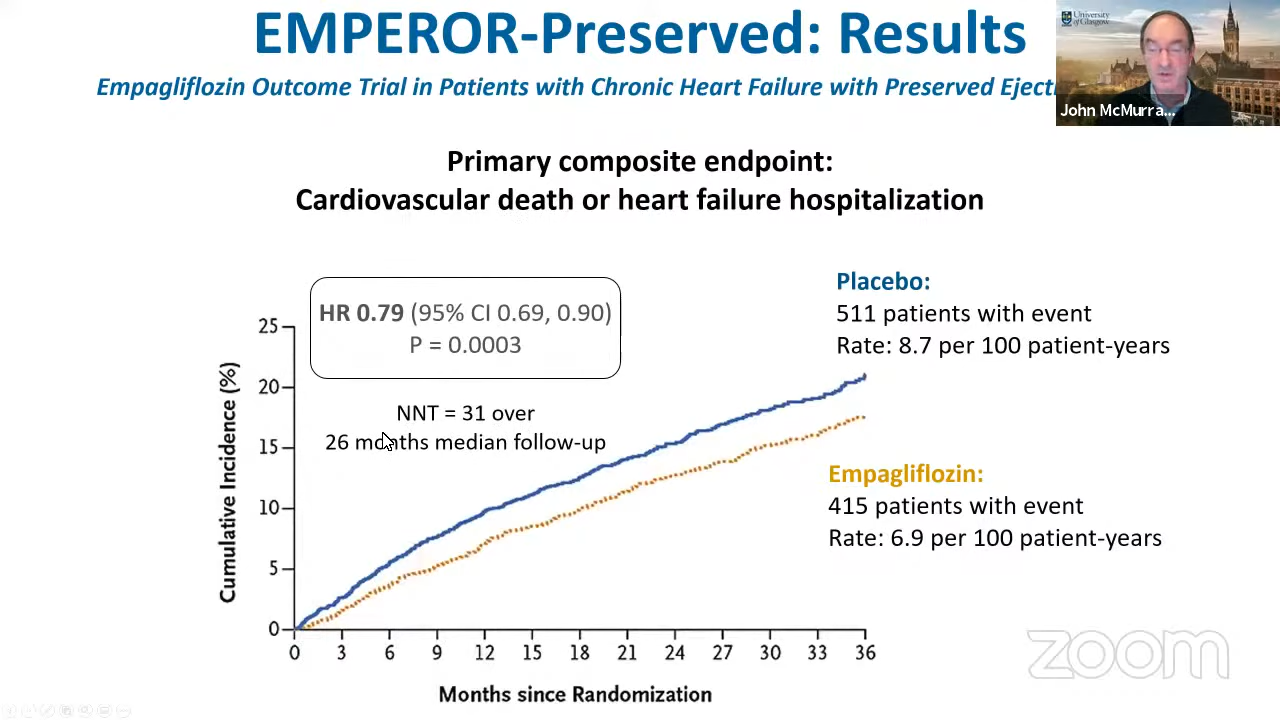 EMPEROR-Preserved: Results
Empagliflozin Outcome Trial in Patients with Chronic Heart Failure with Preserved Ejecti
University of Glasgow
John McMurra...
Primary composite endpoint:
Cardiovascular death or heart failure hospitalization
HR 0.79 (95% CI 0.69, 0.90)
P = 0.0003
NNT = 31 over
26 months median follow-up
Placebo:
511 patients with event
Rate: 8.7 per 100 patient-years
Empagliflozin:
415 patients with event
Rate: 6.9 per 100 patient-years
Cumulative Incidence (%)
25
20
15
10
5
0
0 3 6 9 12 15 18 21 24 27 30 33 36
Months since Randomization
zoom